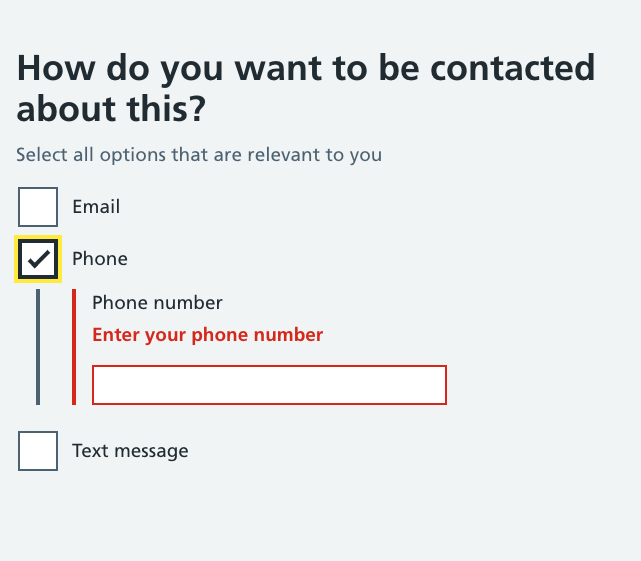 How do you want to be contacted
about this?
Select all options that are relevant to you
Email
Phone
Phone number
Enter your phone number
Text message